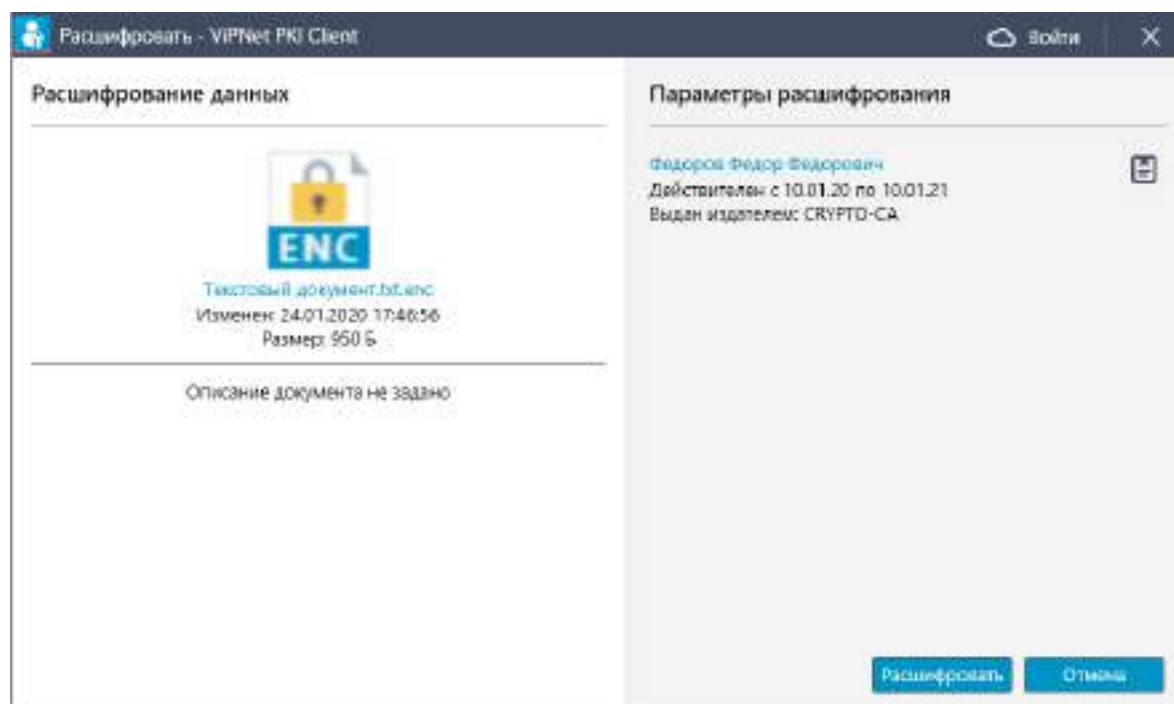 Расшифровать - ViPNet PKI Client
Войти
Расшифрование данных
ENC
Текстовый документ.txt.enc
Изменен: 24.01.2020 17:46:56
Размер: 950 Б
Описание документа не задано
Параметры расшифрования
Федоров Федор Федорович
Действителен с 10.01.20 по 10.01.21
Выдан издателем: CRYPTO-CA
Расшифровать
Отмена